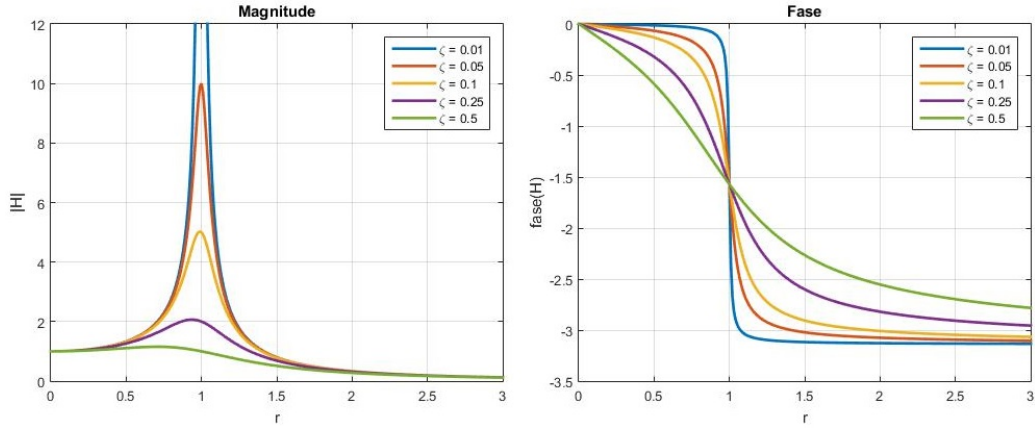 Magnitude
12
10
8
6
4
2
0
|H|
0 0.5 1 1.5 2 2.5 3
r
ζ = 0.01
ζ = 0.05
ζ = 0.1
ζ = 0.25
ζ = 0.5
Fase
0
-0.5
-1
-1.5
-2
-2.5
-3
-3.5
fase(H)
0 0.5 1 1.5 2 2.5 3
r
ζ = 0.01
ζ = 0.05
ζ = 0.1
ζ = 0.25
ζ = 0.5